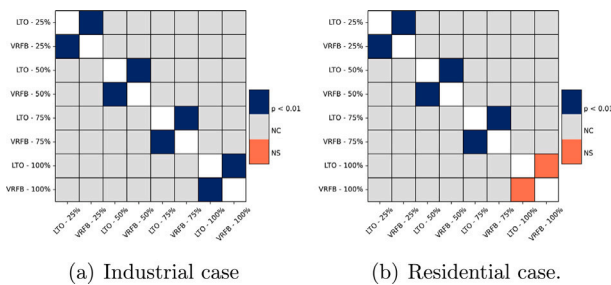 LTO - 25%
VRFB - 25%
LTO - 50%
VRFB - 50%
LTO - 75%
VRFB - 75%
LTO - 100%
VRFB - 100%
LTO - 25%
VRFB - 25%
LTO - 50%
VRFB - 50%
LTO - 75%
VRFB - 75%
LTO - 100%
VRFB - 100%
p < 0.01
NC
NS
(a) Industrial case
LTO - 25%
VRFB - 25%
LTO - 50%
VRFB - 50%
LTO - 75%
VRFB - 75%
LTO - 100%
VRFB - 100%
LTO - 25%
VRFB - 25%
LTO - 50%
VRFB - 50%
LTO - 75%
VRFB - 75%
LTO - 100%
VRFB - 100%
p < 0.01
NC
NS
(b) Residential case.